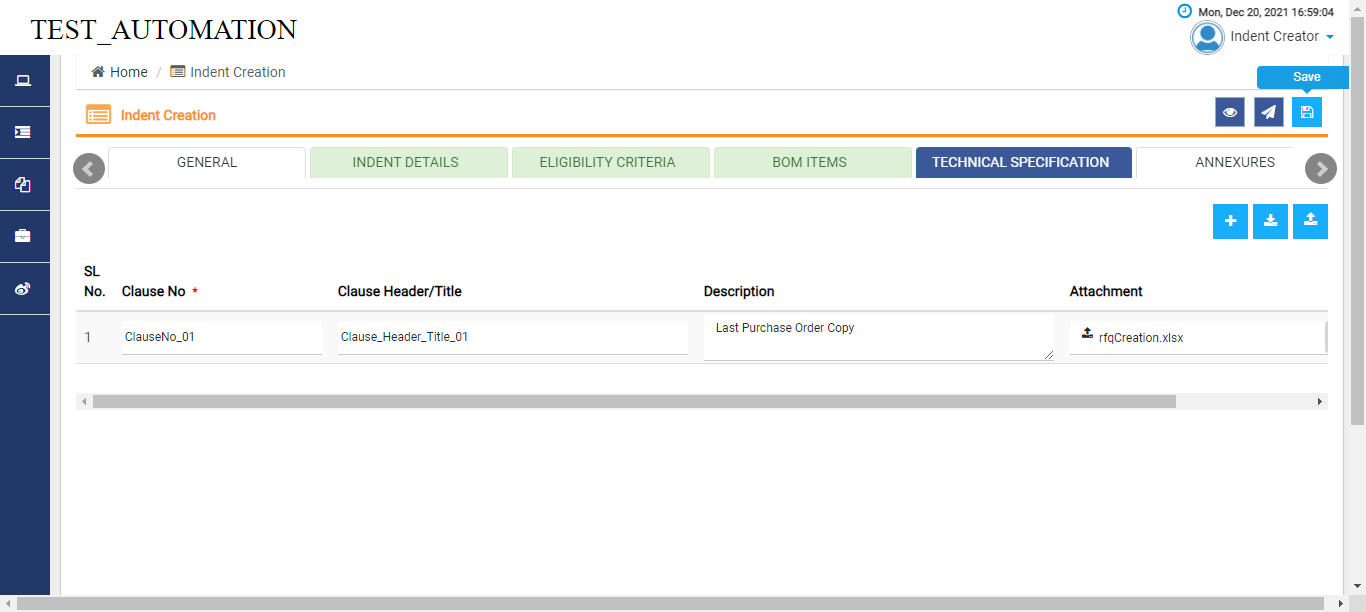 Mon, Dec 20, 2021 16:59:04
TEST_AUTOMATION
Indent Creator
Home / Indent Creation
Save
Indent Creation
GENERAL INDENT DETAILS ELIGIBILITY CRITERIA BOM ITEMS TECHNICAL SPECIFICATION ANNEXURES
SL
No. Clause No * Clause Header/Title Description Attachment
1 ClauseNo_01 Clause_Header_Title_01 Last Purchase Order Copy rfqCreation.xlsx